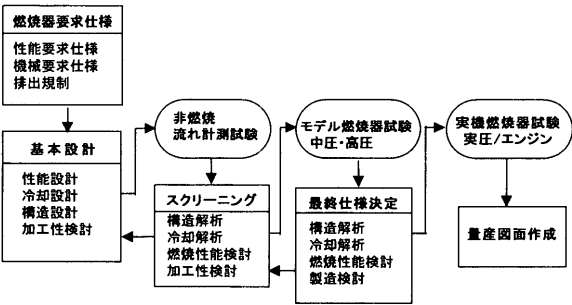 燃焼器要求仕様
性能要求仕様
機械要求仕様
排出規制
基本設計
性能設計
冷却設計
構造設計
加工性検討
非燃焼
流れ計測試験
スクリーニング
構造解析
冷却解析
燃焼性能検討
加工性検討
モデル燃焼器試験
中圧・高圧
最終仕様決定
構造解析
冷却解析
燃焼性能検討
製造検討
実機燃焼器試験
実圧/エンジン
量産図面作成